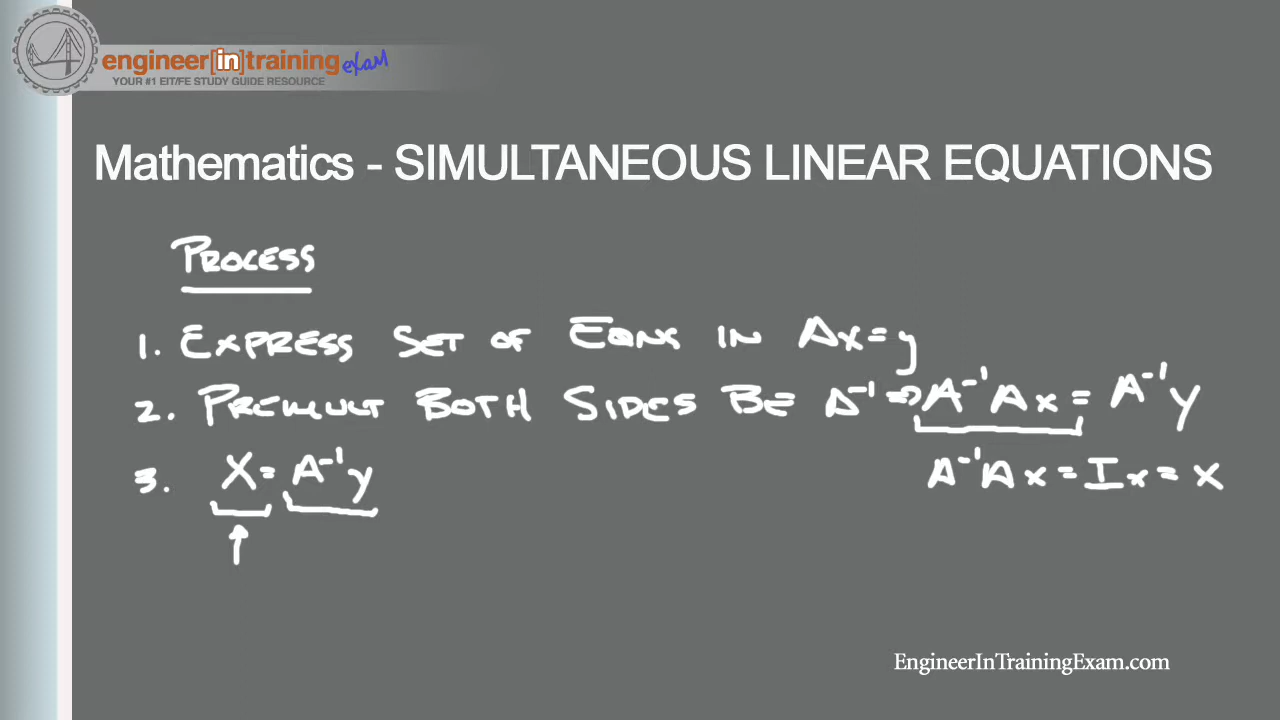 engineer[in]training exam
YOUR #1 EIT/FE STUDY GUIDE RESOURCE
Mathematics - SIMULTANEOUS LINEAR EQUATIONS
PROCESS
1. EXPRESS SET OF EQNS IN Ax=y
2. PREMULT BOTH SIDES BE A⁻¹ ⇒ A⁻¹Ax = A⁻¹y
A⁻¹Ax = Ix = x
3. X = A⁻¹y
EngineerInTrainingExam.com